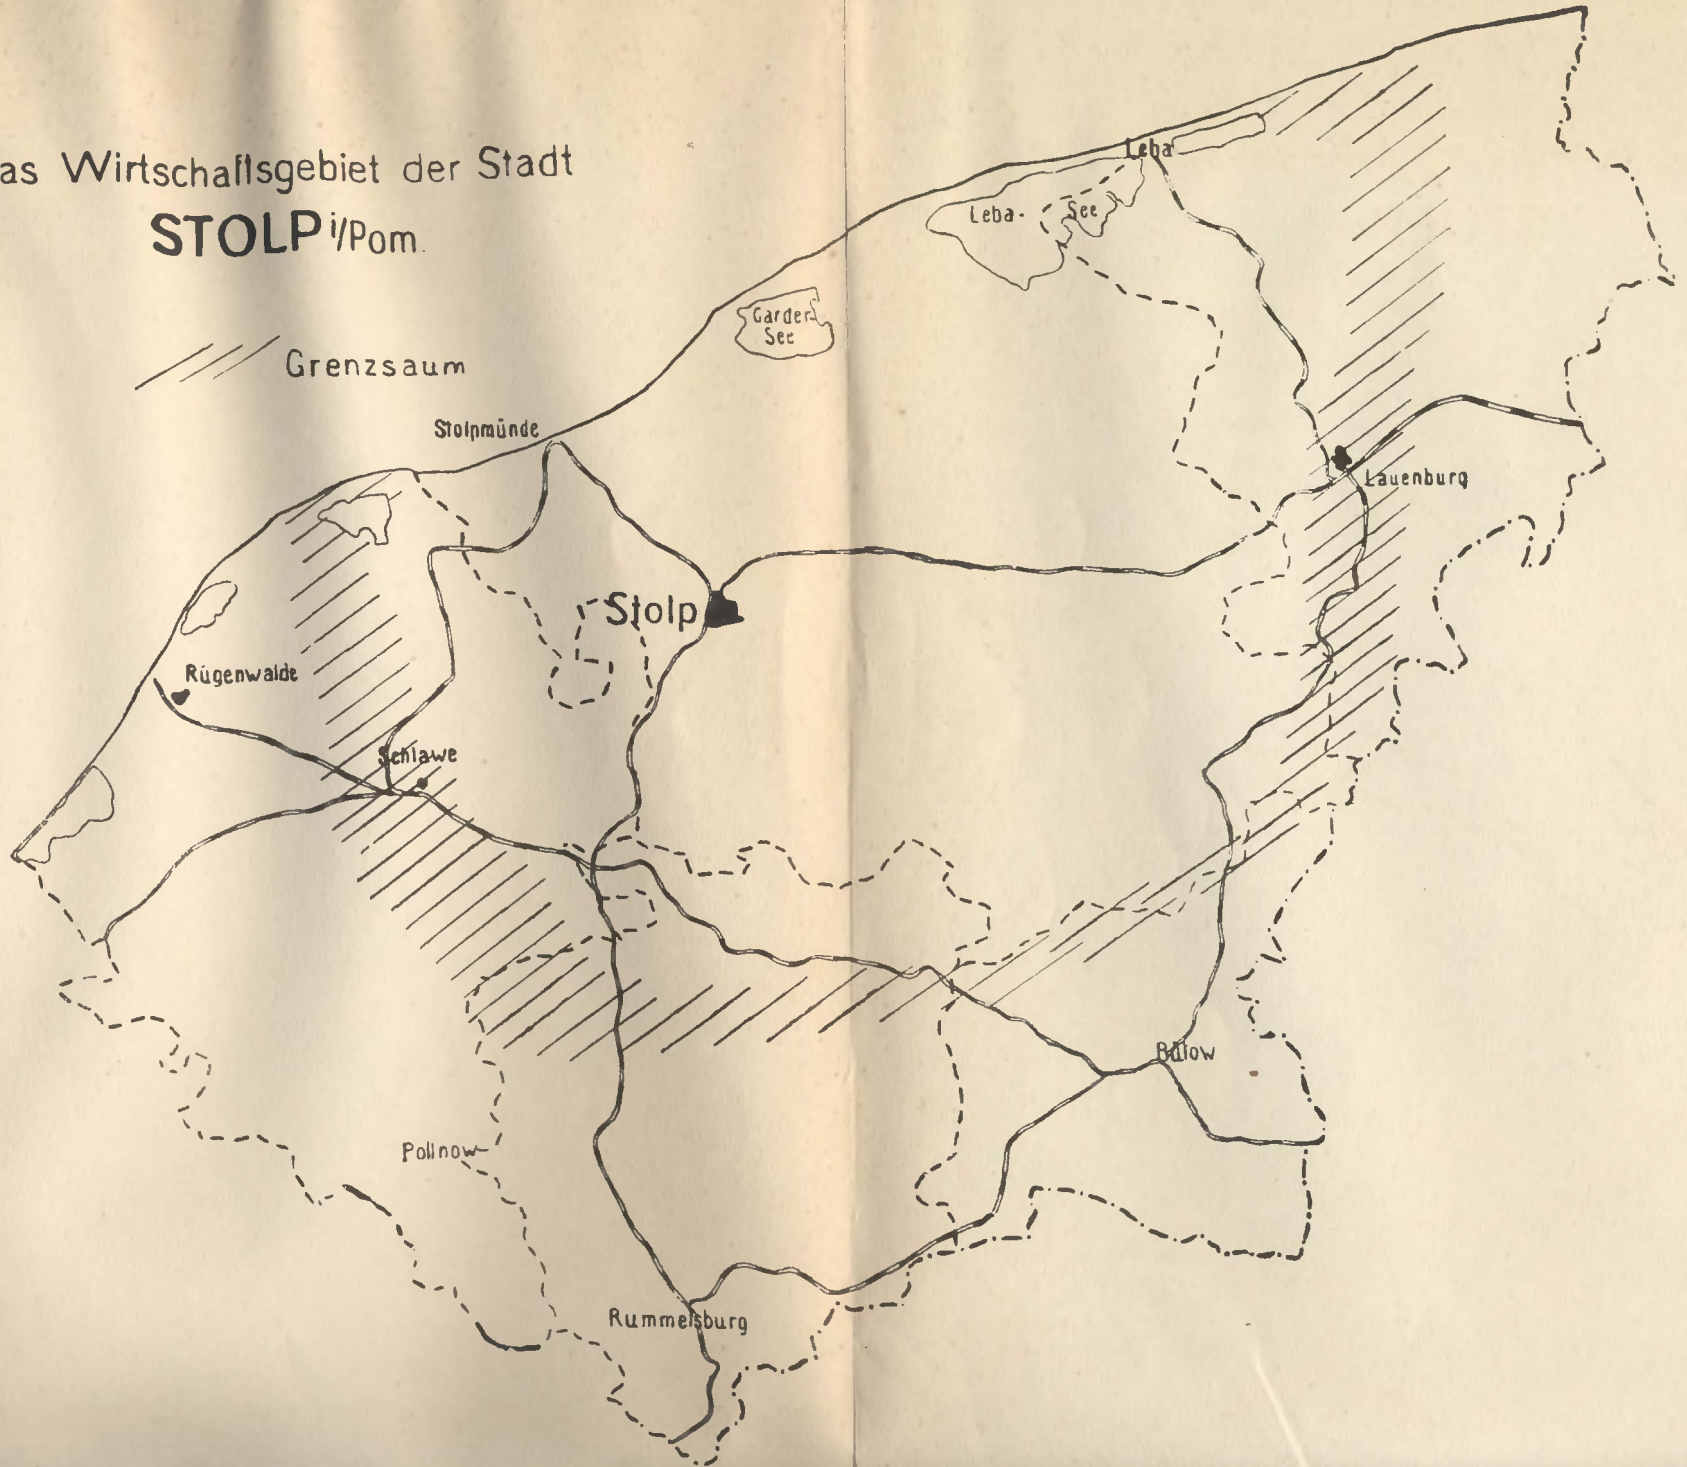 as Wirtschaftsgebiet der Stadt
STOLP i/Pom.
Grenzsaum
Leba
Leba- See
Garder-
See
Stolpmünde
Lauenburg
Stolp
Rügenwalde
Schlawe
Bütow
Pollnow
Rummelsburg